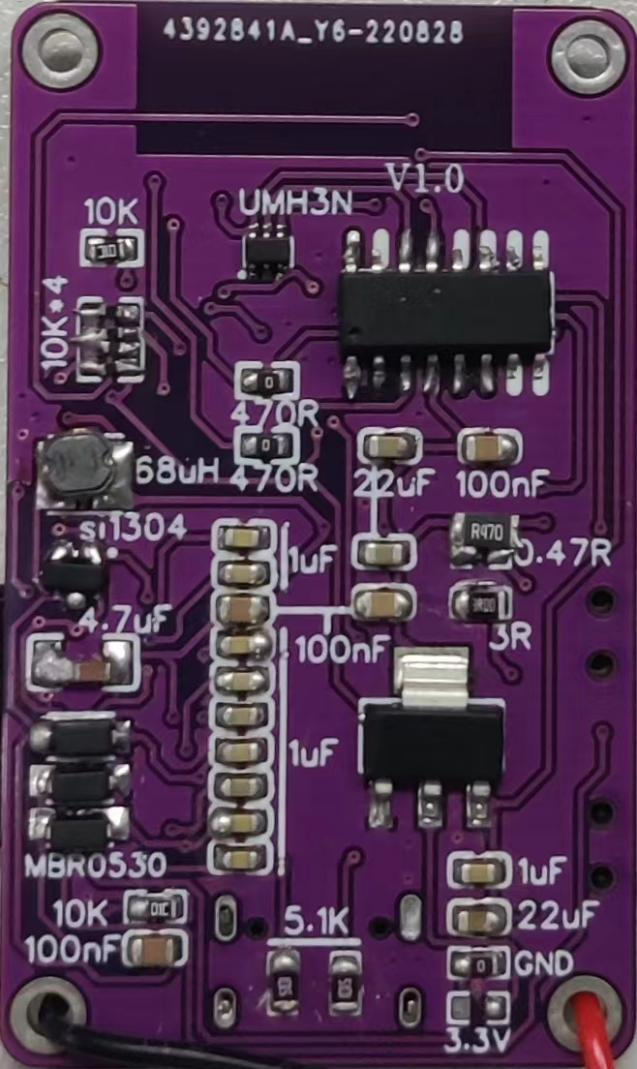 4392841A_Y6-220828
V1.0
UMH3N
10K
10K*4
470R
470R
68uH
22uF
100nF
si1304
1uF
R470
0.47R
4.7uF
100nF
3R
1uF
MBR0530
1uF
10K
22uF
5.1K
100nF
GND
3.3V